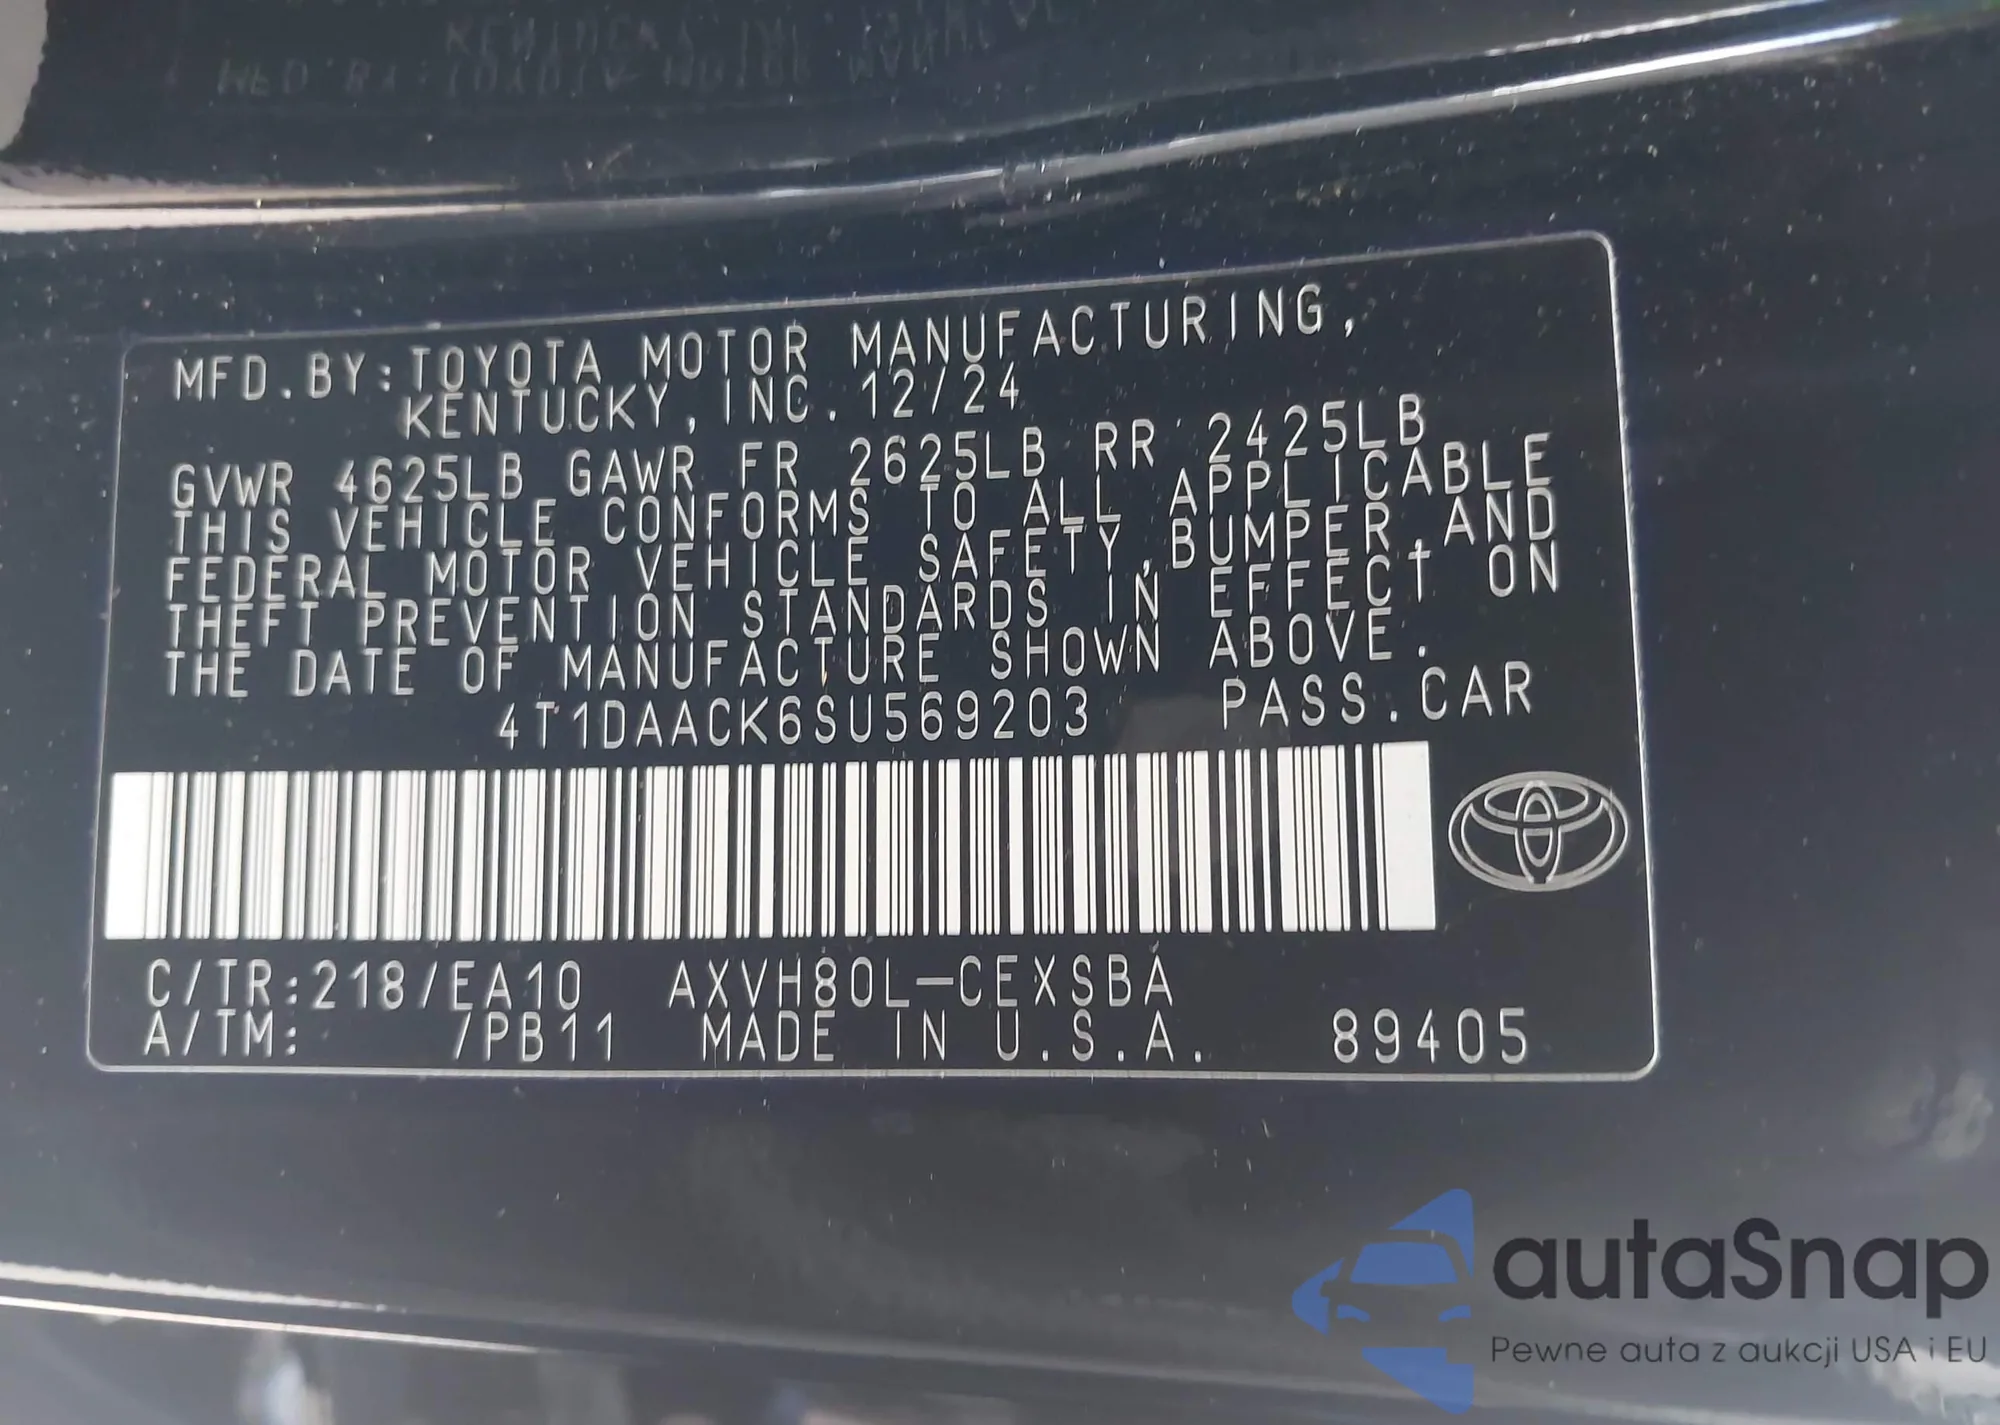 MFD.BY:TOYOTA MOTOR MANUFACTURING,
KENTUCKY, INC. 12/24
GVWR 4625LB GAWR FR 2625LB RR 2425LB
THIS VEHICLE CONFORMS TO ALL APPLICABLE
FEDERAL MOTOR VEHICLE SAFETY,BUMPER,AND
THEFT PREVENTION STANDARDS IN EFFECT ON
THE DATE OF MANUFACTURE SHOWN ABOVE.
4T1DAACK6SU569203 PASS.CAR
C/TR:218/EA10 AXVH80L-CEXSBA
A/TM: /PB11 MADE IN U.S.A. 89405
autaSnap
Pewne auta z aukcji USA i EU